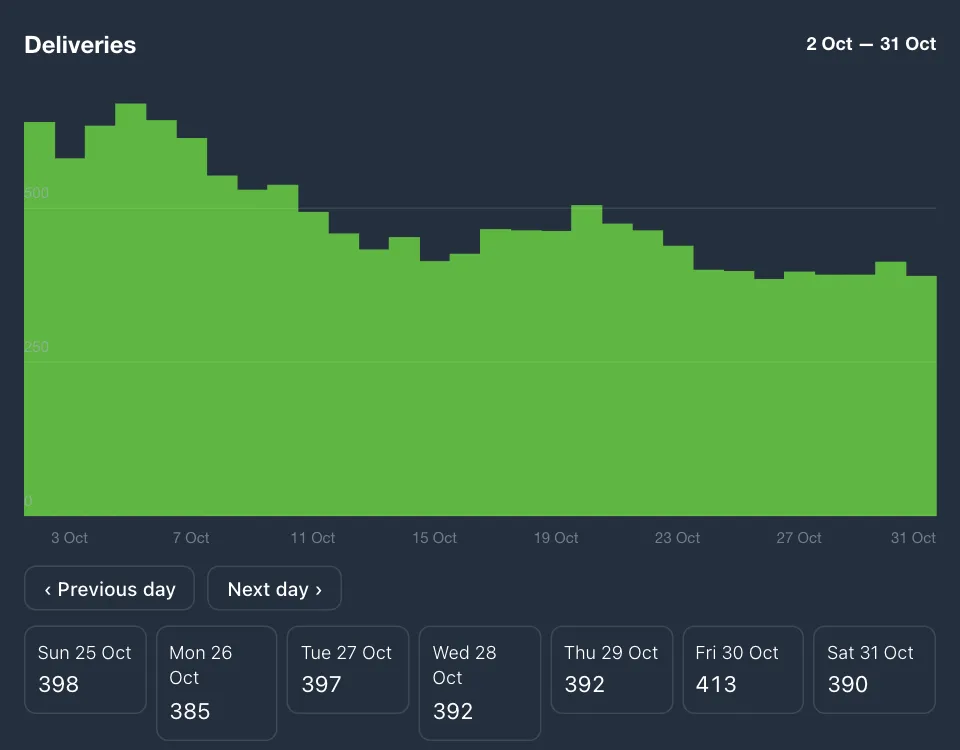 Deliveries
2 Oct — 31 Oct
500
250
0
3 Oct
7 Oct
11 Oct
15 Oct
19 Oct
23 Oct
27 Oct
31 Oct
‹ Previous day
Next day ›
Sun 25 Oct
398
Mon 26
Oct
385
Tue 27 Oct
397
Wed 28
Oct
392
Thu 29 Oct
392
Fri 30 Oct
413
Sat 31 Oct
390